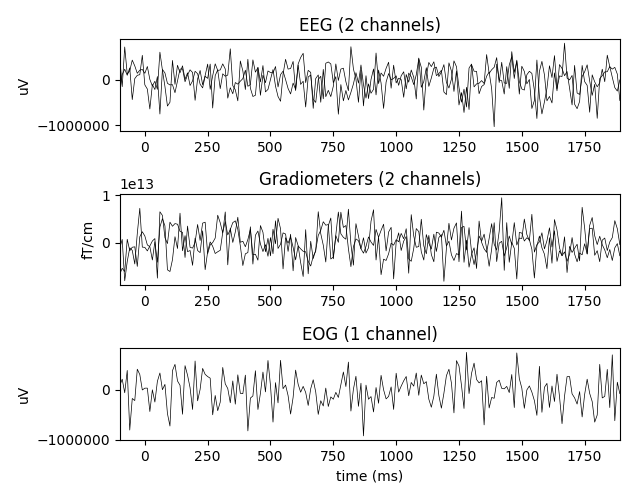 EEG (2 channels)
uV
0
−1000000
0 250 500 750 1000 1250 1500 1750
1e13
Gradiometers (2 channels)
fT/cm
1
0
0 250 500 750 1000 1250 1500 1750
EOG (1 channel)
uV
0
−1000000
0 250 500 750 1000 1250 1500 1750
time (ms)